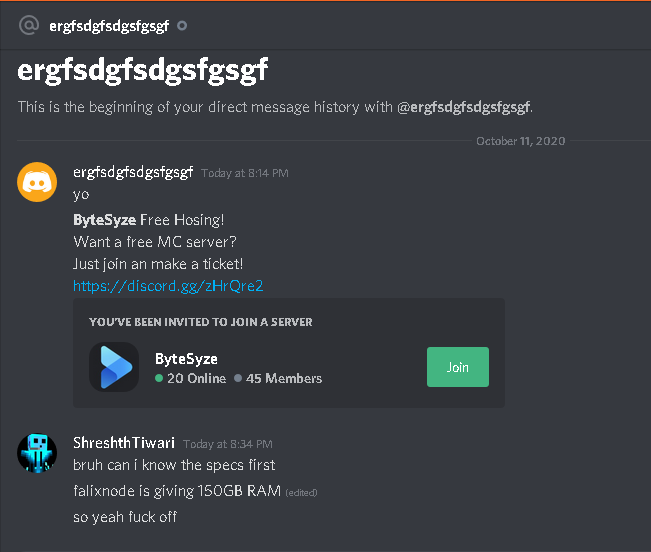 ergfsdgfsdgsfgsgf
ergfsdgfsdgsfgsgf
This is the beginning of your direct message history with @ergfsdgfsdgsfgsgf.
October 11, 2020
ergfsdgfsdgsfgsgf Today at 8:14 PM
yo
ByteSyze Free Hosing!
Want a free MC server?
Just join an make a ticket!
https://discord.gg/zHrQre2
YOU'VE BEEN INVITED TO JOIN A SERVER
ByteSyze
20 Online 45 Members
Join
ShreshthTiwari Today at 8:34 PM
bruh can i know the specs first
falixnode is giving 150GB RAM (edited)
so yeah fuck off